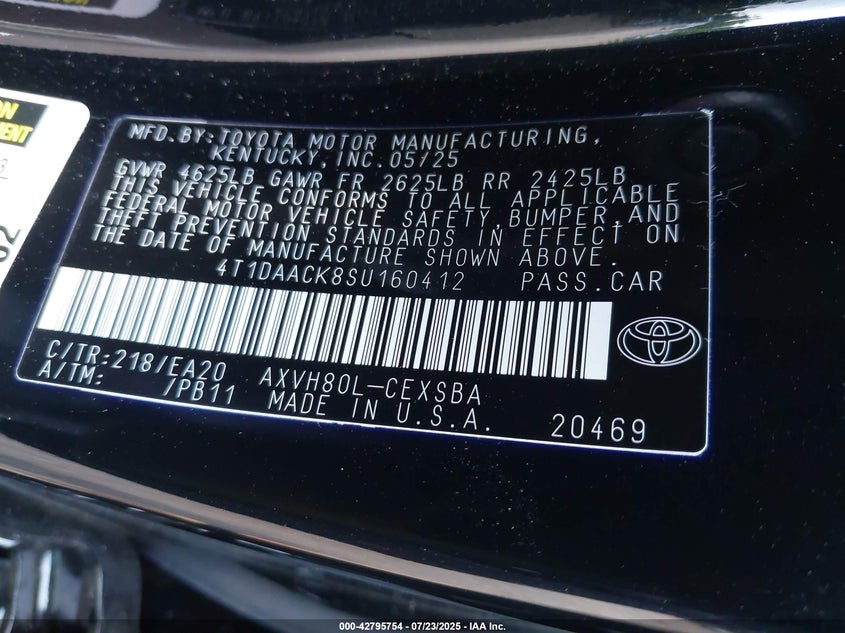 ON
MENT
MFD.BY:TOYOTA MOTOR MANUFACTURING,
KENTUCKY,INC.05/25
GVWR 4625LB GAWR FR 2625LB RR 2425LB
THIS VEHICLE CONFORMS TO ALL APPLICABLE
FEDERAL MOTOR VEHICLE SAFETY,BUMPER,AND
THEFT PREVENTION STANDARDS IN EFFECT ON
THE DATE OF MANUFACTURE SHOWN ABOVE.
4T1DAACK8SU160412 PASS.CAR
C/TR:218/EA20 AXVH80L-CEXSBA
A/TM: /PB11 MADE IN U.S.A. 20469
000-42795754 - 07/23/2025 - IAA Inc.